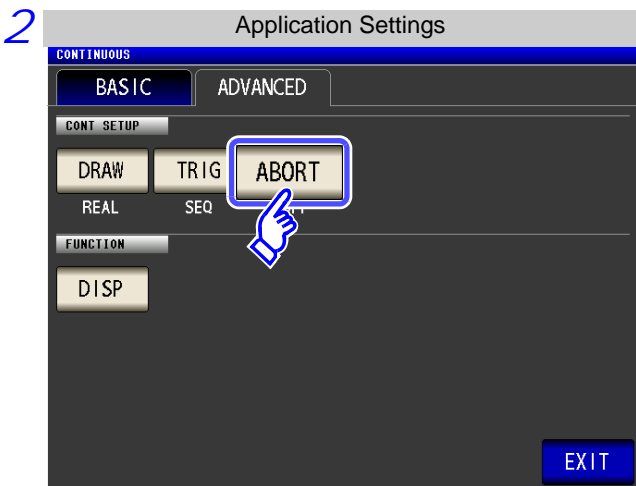 2
Application Settings
CONTINUOUS
BASIC ADVANCED
CONT SETUP
DRAW TRIG ABORT
REAL SEQ
FUNCTION
DISP
EXIT